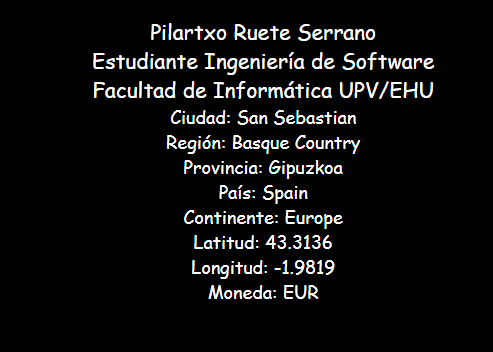 Pilartxo Ruete Serrano
Estudiante Ingeniería de Software
Facultad de Informática UPV/EHU
Ciudad: San Sebastian
Región: Basque Country
Provincia: Gipuzkoa
País: Spain
Continente: Europe
Latitud: 43.3136
Longitud: -1.9819
Moneda: EUR